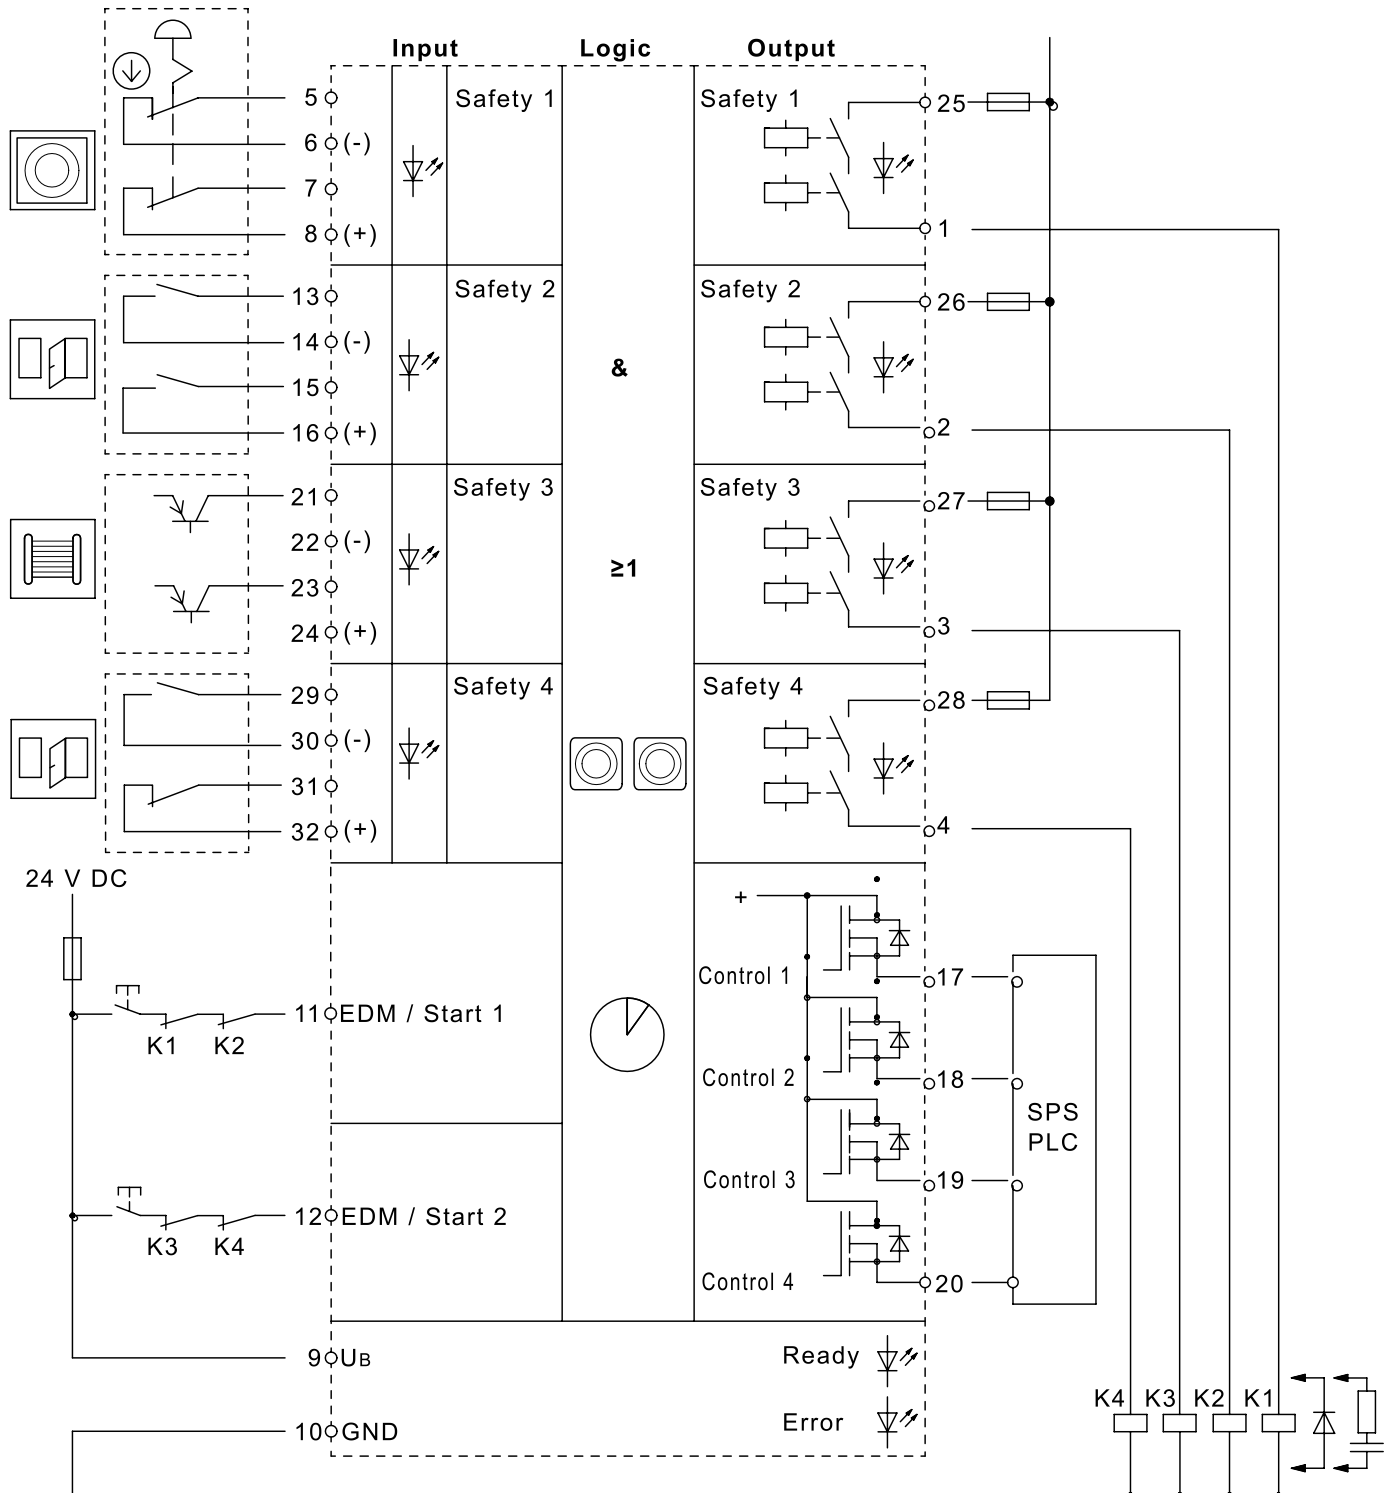 Input Logic Output
5 Safety 1 Safety 1 25
6 (-)
7
8 (+) 1
13 Safety 2 Safety 2 26
14 (-)
&
15
16 (+) 2
21 Safety 3 Safety 3 27
22 (-)
≥1
23
24 (+) 3
29 Safety 4 Safety 4 28
30 (-)
31
32 (+) 4
24 V DC
+
Control 1 17
11 EDM / Start 1
K1 K2
Control 2 18
SPS
PLC
Control 3 19
12 EDM / Start 2
K3 K4
Control 4 20
9 UB Ready
K4 K3 K2 K1
10 GND Error